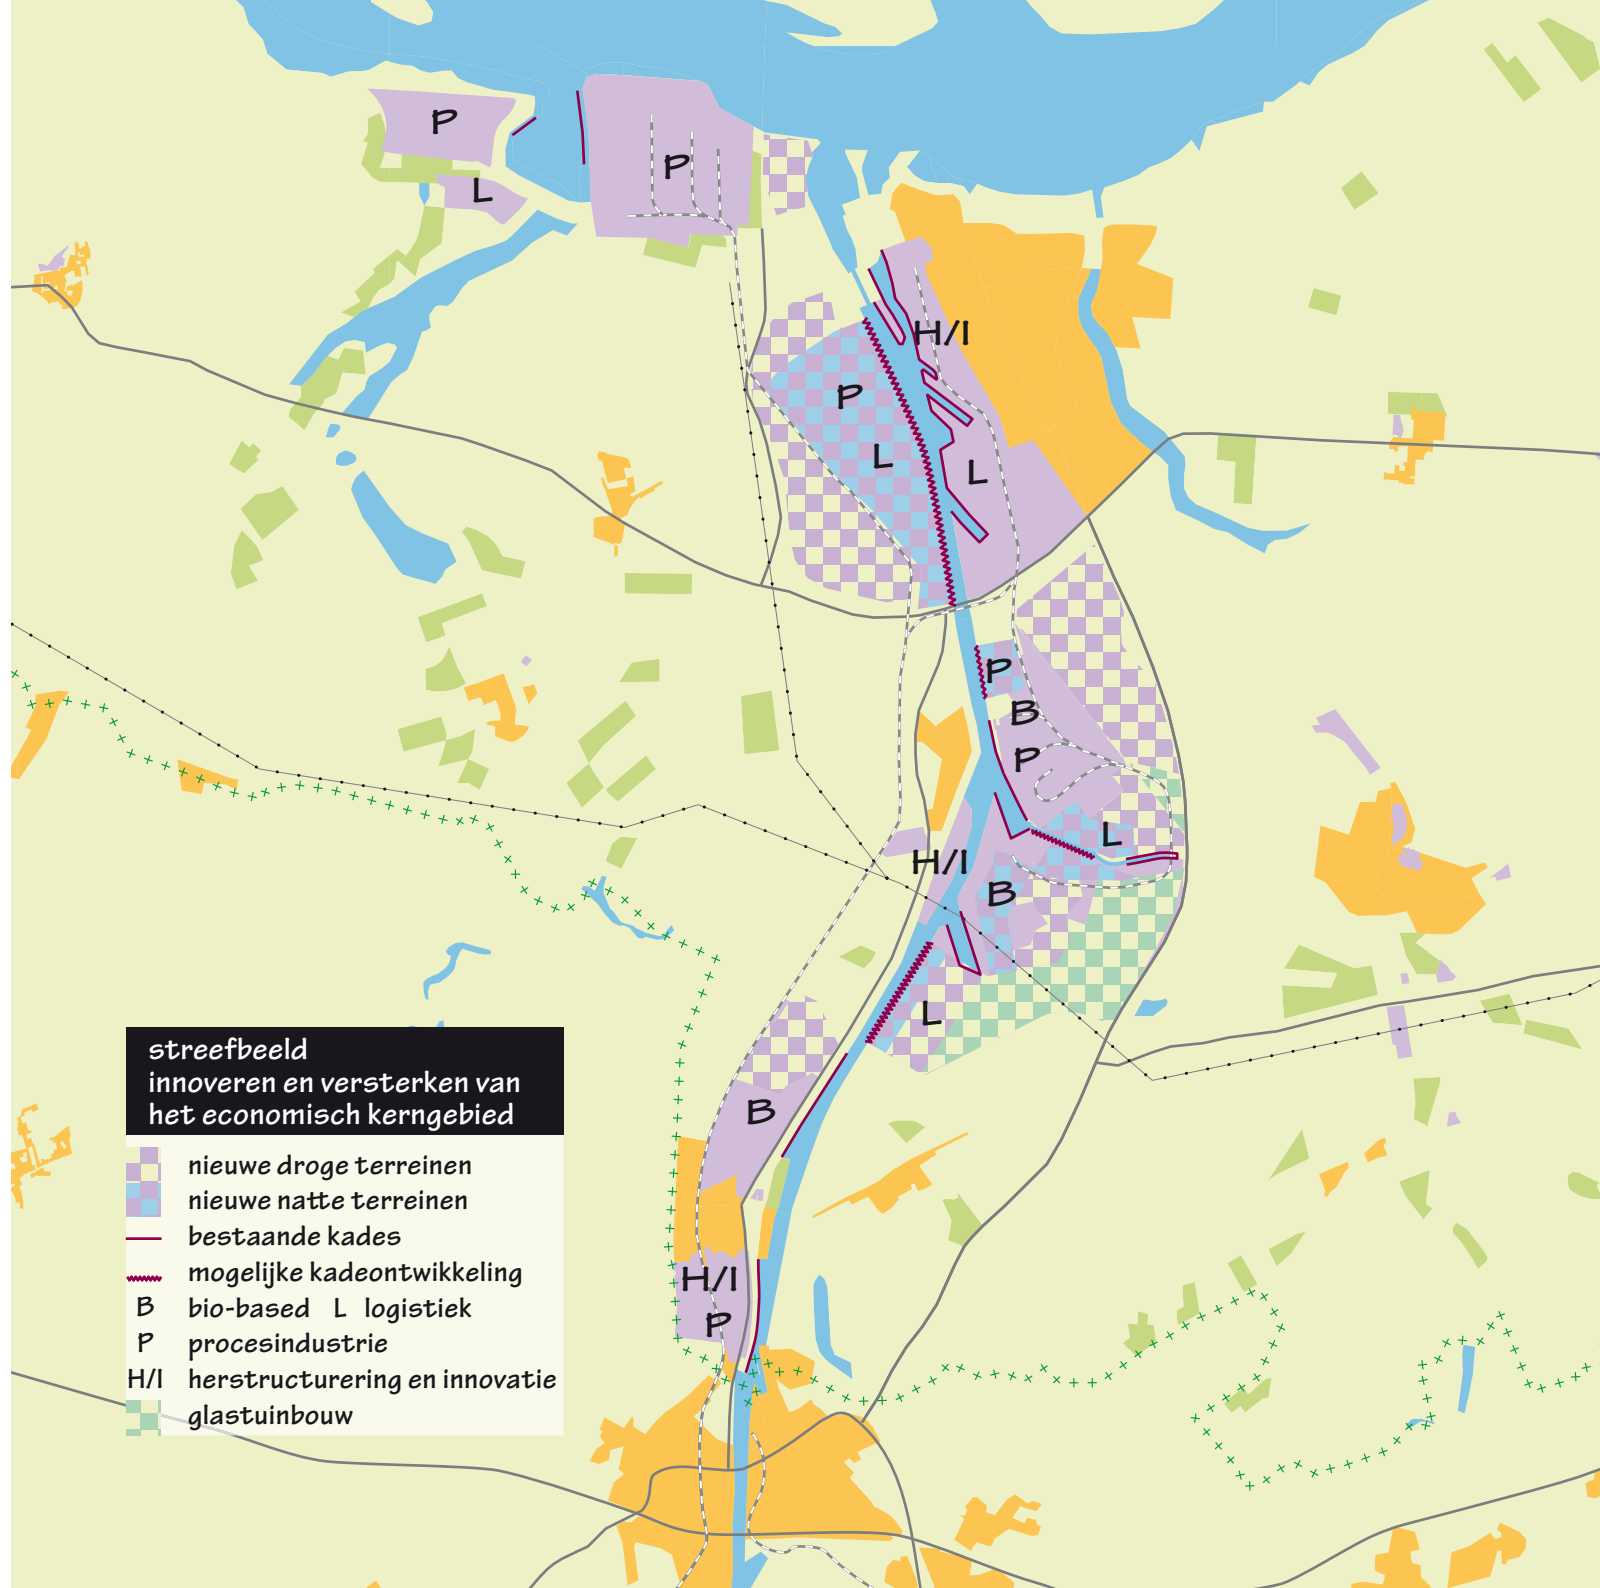 P
P
L
H/I
P
L
L
P
B
P
L
H/I
B
L
B
H/I
P
streefbeeld
innoveren en versterken van
het economisch kerngebied
nieuwe droge terreinen
nieuwe natte terreinen
bestaande kades
mogelijke kadeontwikkeling
B bio-based L logistiek
P procesindustrie
H/I herstructurering en innovatie
glastuinbouw